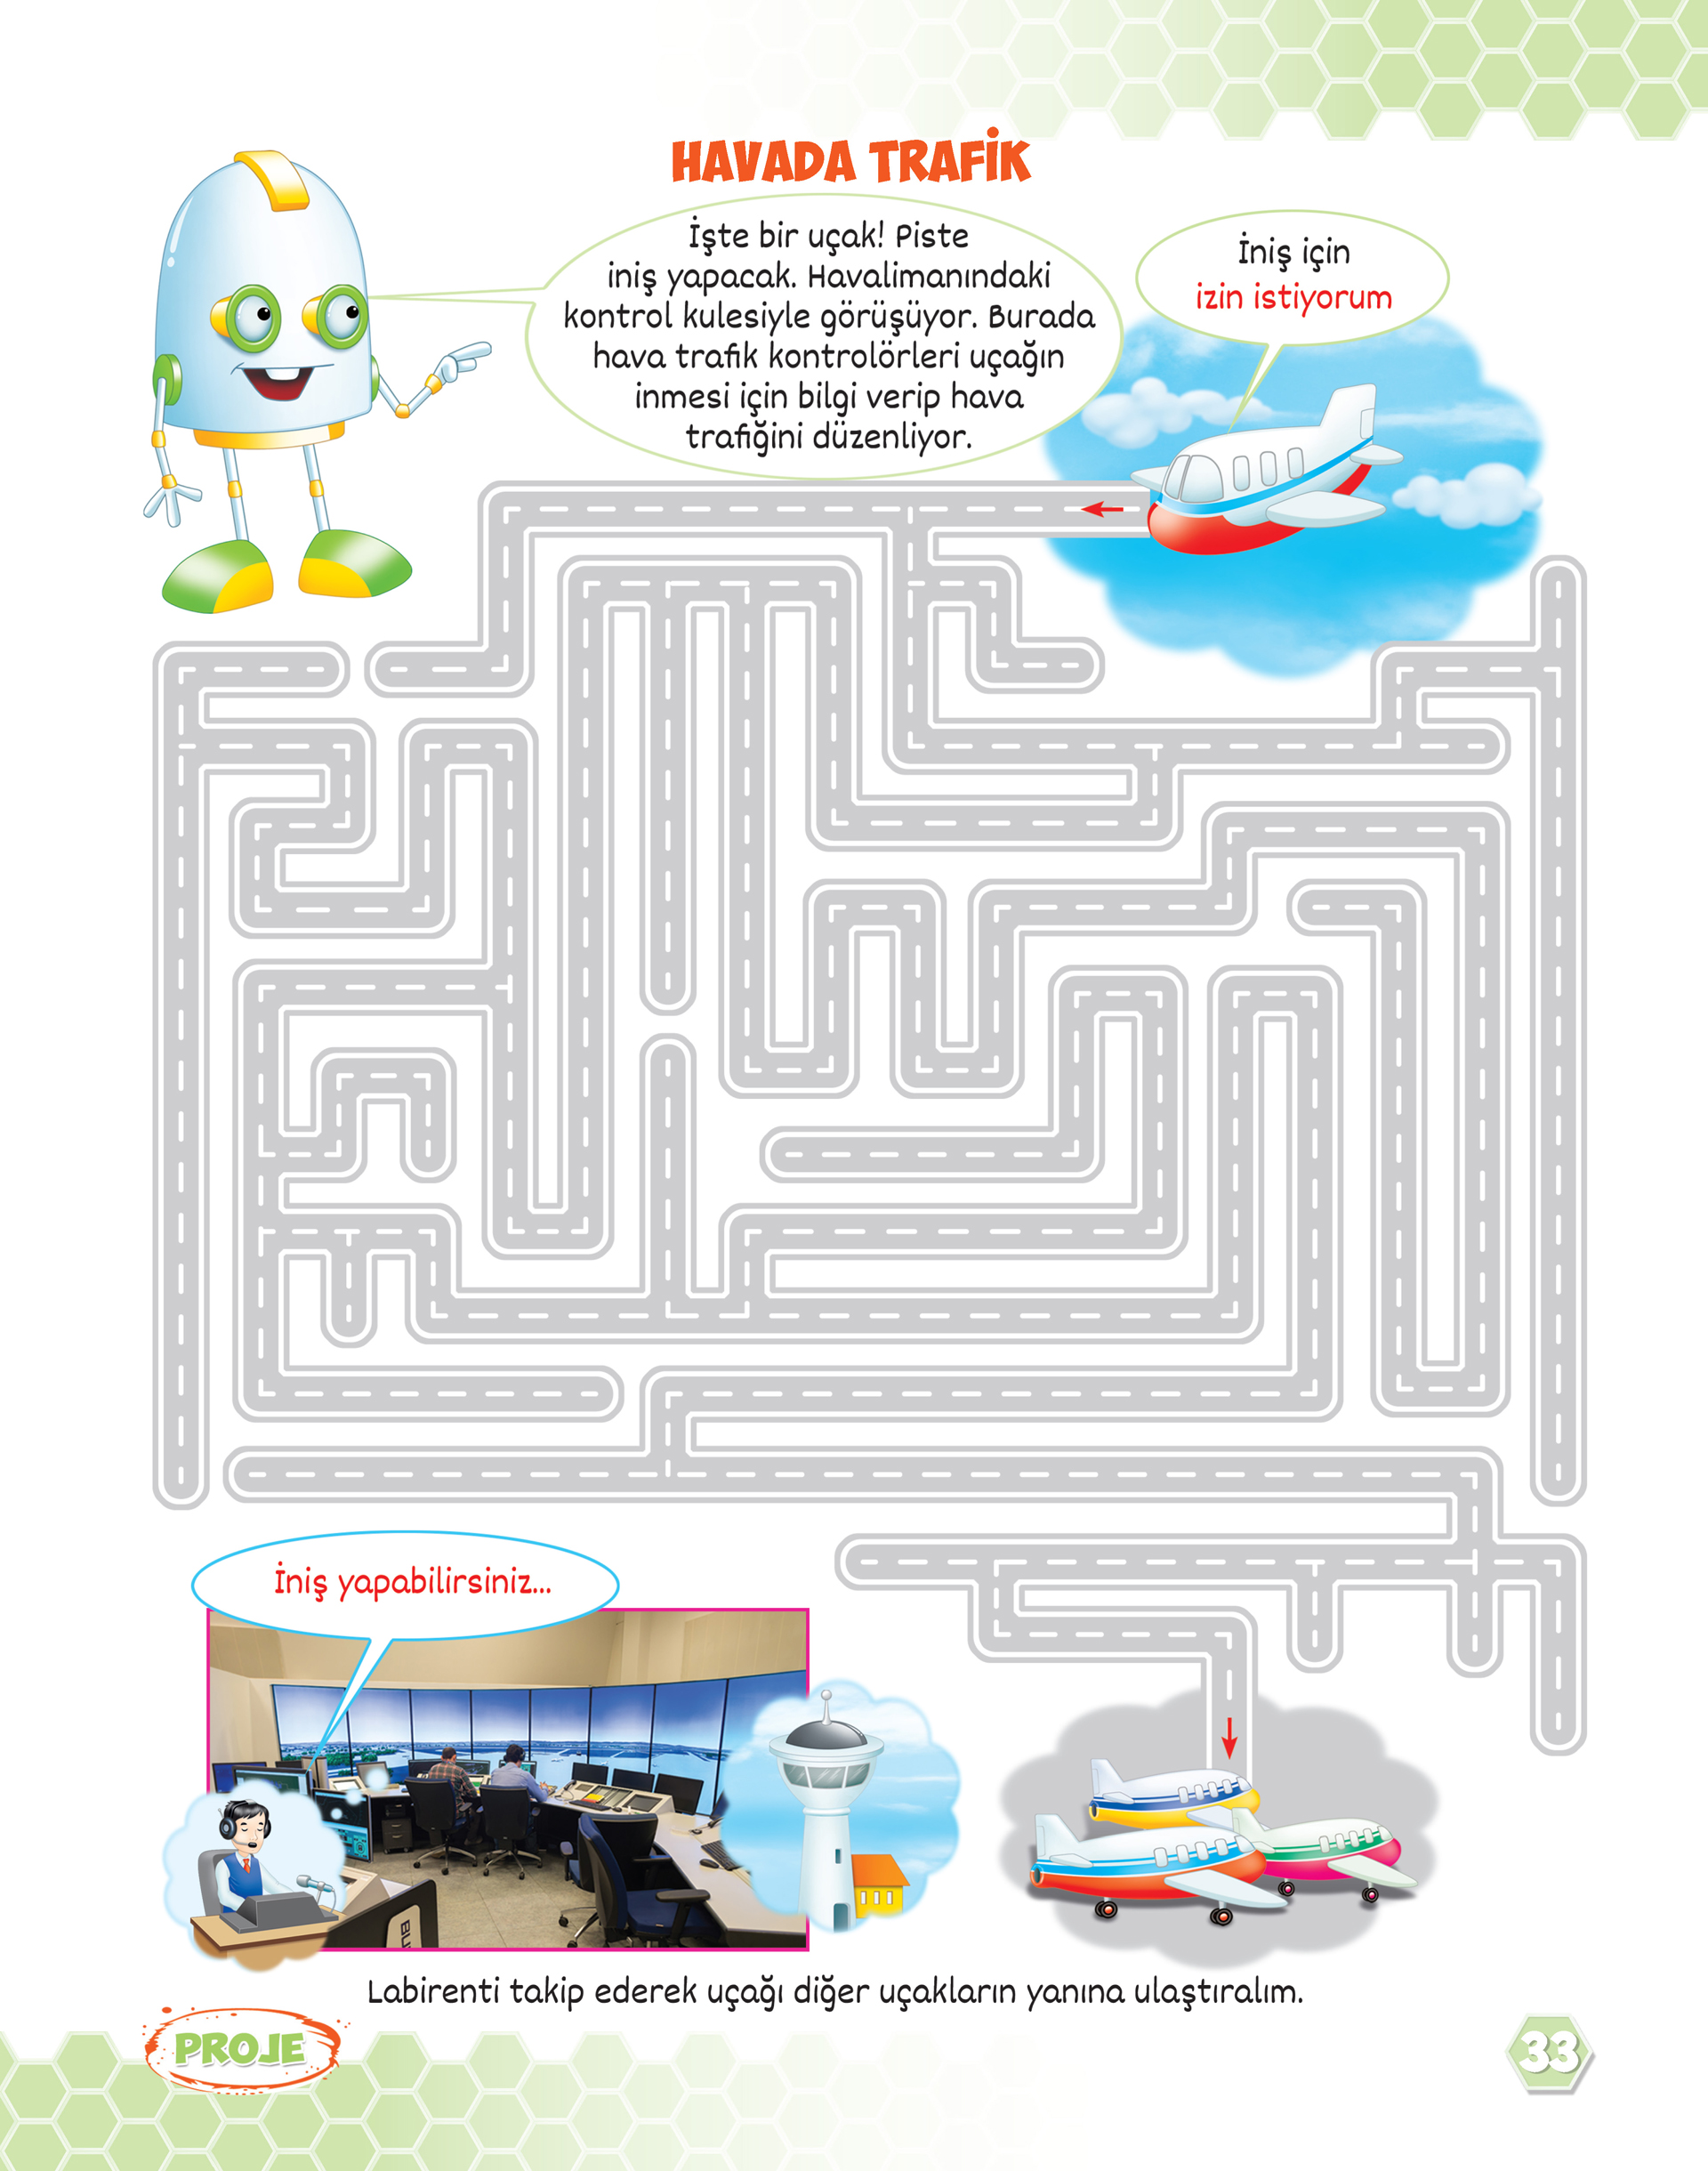 HAVADA TRAFİK
İşte bir uçak! Piste
iniş yapacak. Havalimanındaki
kontrol kulesiyle görüşüyor. Burada
hava trafik kontrolörleri uçağın
inmesi için bilgi verip hava
trafiğini düzenliyor.
İniş için
izin istiyorum
İniş yapabilirsiniz...
Labirenti takip ederek uçağı diğer uçakların yanına ulaştıralım.
PROJE
33